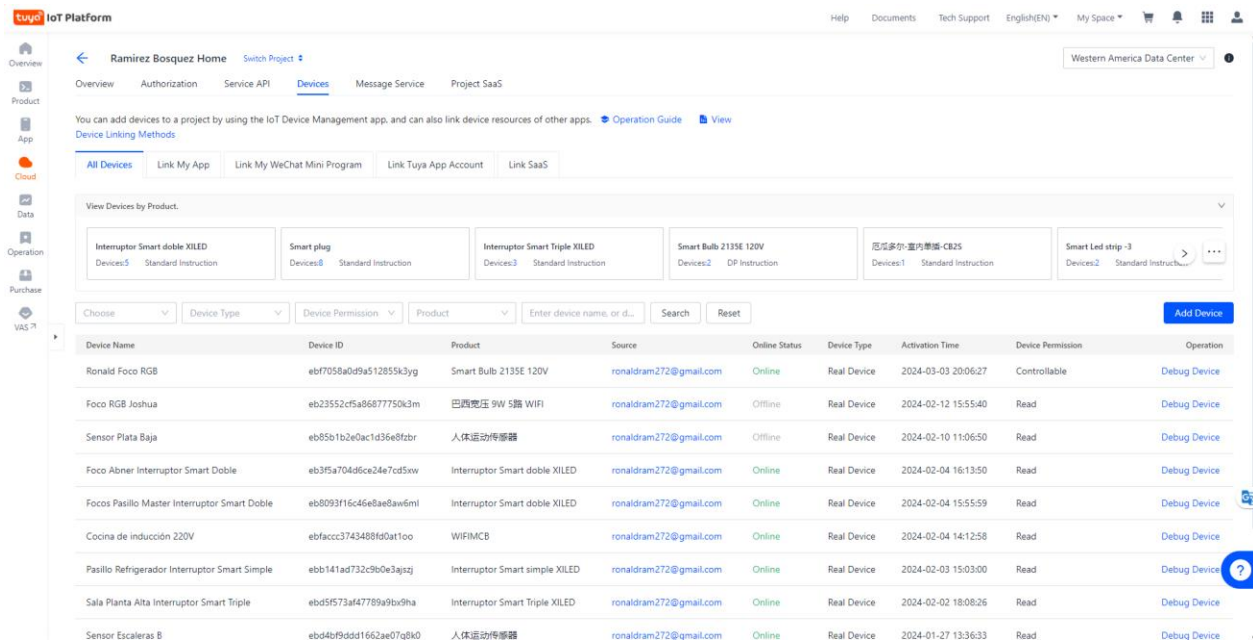 tuya IoT Platform
Help Documents Tech Support English(EN) My Space
Overview
Product
App
Cloud
Data
Operation
Purchase
VAS
Ramirez Bosquez Home Switch Project
Western America Data Center
Overview Authorization Service API Devices Message Service Project SaaS
You can add devices to a project by using the IoT Device Management app, and can also link device resources of other apps. Operation Guide View
Device Linking Methods
All Devices Link My App Link My WeChat Mini Program Link Tuya App Account Link SaaS
View Devices by Product.
Interruptor Smart doble XILED Smart plug Interruptor Smart Triple XILED Smart Bulb 2135E 120V 厄瓜多尔-室内单插-CB2S Smart Led strip -3
Devices:5 Standard Instruction Devices:8 Standard Instruction Devices:3 Standard Instruction Devices:2 DP Instruction Devices:1 Standard Instruction Devices:2 Standard
Choose Device Type Device Permission Product Enter device name, or d... Search Reset Add Device
Device Name Device ID Product Source Online Status Device Type Activation Time Device Permission Operation
Ronald Foco RGB ebf7058a0d9a512855k3yg Smart Bulb 2135E 120V ronaldram272@gmail.com Online Real Device 2024-03-03 20:06:27 Controllable Debug Device
Foco RGB Joshua eb23552cf5a86877750k3m 巴西宽压 9W 5路 WIFI ronaldram272@gmail.com Offline Real Device 2024-02-12 15:55:40 Read Debug Device
Sensor Plata Baja eb85b1b2e0ac1d36e8fzbr 人体运动传感器 ronaldram272@gmail.com Offline Real Device 2024-02-10 11:06:50 Read Debug Device
Foco Abner Interruptor Smart Doble eb3f5a704d6ce24e7cd5xw Interruptor Smart doble XILED ronaldram272@gmail.com Online Real Device 2024-02-04 16:13:50 Read Debug Device
Focos Pasillo Master Interruptor Smart Doble eb8093f16c46e8ae8aw6ml Interruptor Smart doble XILED ronaldram272@gmail.com Online Real Device 2024-02-04 15:55:59 Read Debug Device
Cocina de inducción 220V ebfaccc3743488fd0at1oo WIFIMCB ronaldram272@gmail.com Online Real Device 2024-02-04 14:12:58 Read Debug Device
Pasillo Refrigerador Interruptor Smart Simple ebb141ad732c9b0e3ajszj Interruptor Smart simple XILED ronaldram272@gmail.com Online Real Device 2024-02-03 15:03:00 Read Debug Device
Sala Planta Alta Interruptor Smart Triple ebd5f573af47789a9bx9ha Interruptor Smart Triple XILED ronaldram272@gmail.com Online Real Device 2024-02-02 18:08:26 Read Debug Device
Sensor Escaleras B ebd4bf9ddd1662ae07q8k0 人体运动传感器 ronaldram272@gmail.com Online Real Device 2024-01-27 13:36:33 Read Debug Device